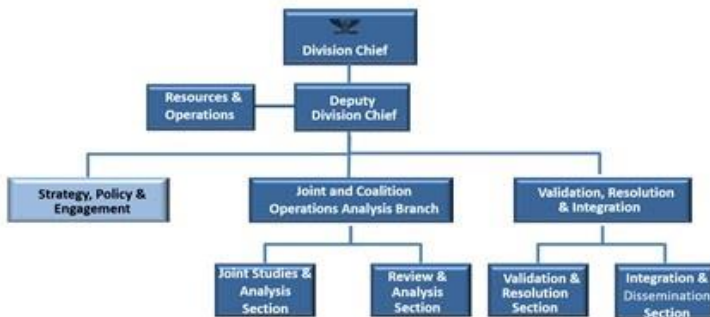 Division Chief
Resources &
Operations
Deputy
Division Chief
Strategy, Policy &
Engagement
Joint and Coalition
Operations Analysis Branch
Validation, Resolution
& Integration
Joint Studies &
Analysis
Section
Review &
Analysis
Section
Validation &
Resolution
Section
Integration &
Dissemination
Section